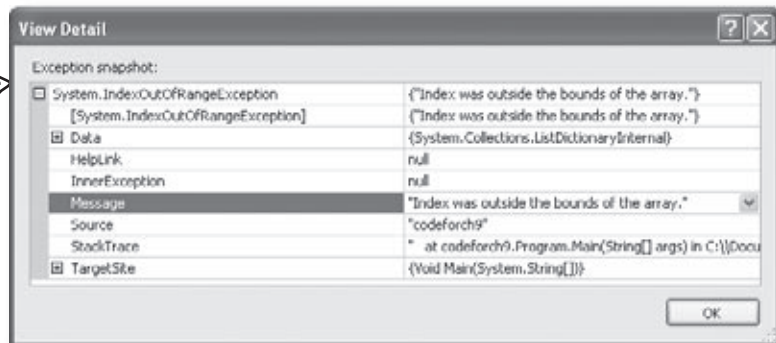 View Detail
Exception snapshot:
System.IndexOutOfRangeException {"Index was outside the bounds of the array."}
[System.IndexOutOfRangeException] {"Index was outside the bounds of the array."}
Data {System.Collections.ListDictionaryInternal}
HelpLink null
InnerException null
Message "Index was outside the bounds of the array."
Source "codeforch9"
StackTrace " at codeforch9.Program.Main(String[] args) in C:\\Docu
TargetSite {Void Main(System.String[])}
OK